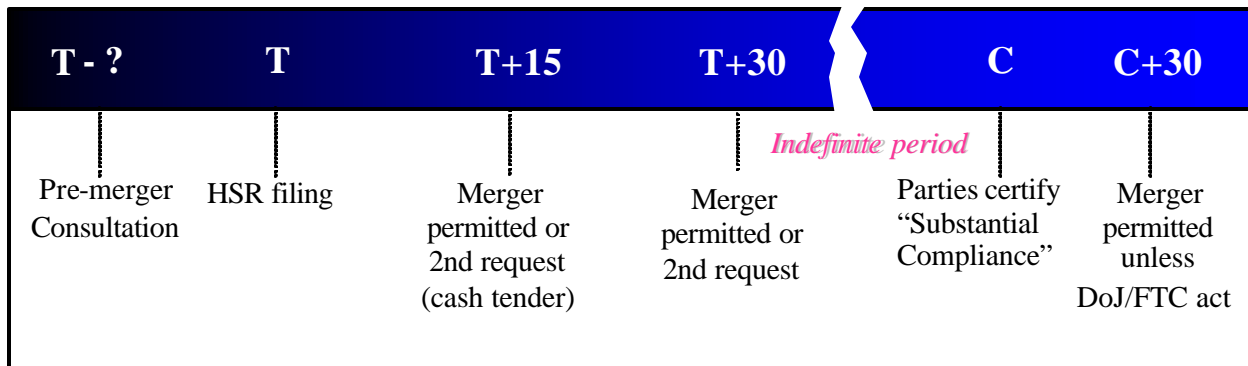 T - ?
T
T+15
T+30
C
C+30
Indefinite period
Pre-merger
Consultation
HSR filing
Merger
permitted or
2nd request
(cash tender)
Merger
permitted or
2nd request
Parties certify
“Substantial
Compliance”
Merger
permitted
unless
DoJ/FTC act